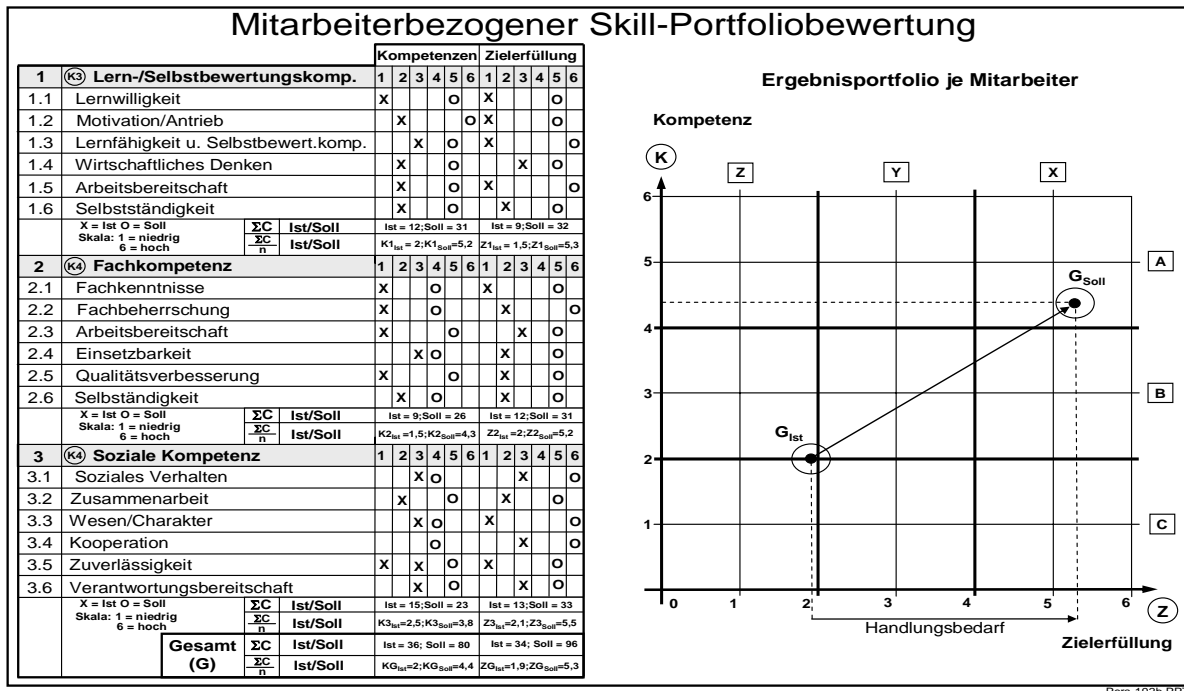 Mitarbeiterbezogener Skill-Portfoliobewertung
Kompetenzen Zielerfüllung
1 K3 Lern-/Selbstbewertungskomp. 1 2 3 4 5 6 1 2 3 4 5 6
1.1 Lernwilligkeit X O X O
1.2 Motivation/Antrieb X O X O
1.3 Lernfähigkeit u. Selbstbewert.komp. X O X O
1.4 Wirtschaftliches Denken X O X O
1.5 Arbeitsbereitschaft X O X O
1.6 Selbstständigkeit X O X O
X = Ist O = Soll ΣC Ist/Soll Ist = 12;Soll = 31 Ist = 9;Soll = 32
Skala: 1 = niedrig
6 = hoch ΣC/n Ist/Soll K1Ist = 2;K1Soll=5,2 Z1Ist = 1,5;Z1Soll=5,3
2 K4 Fachkompetenz 1 2 3 4 5 6 1 2 3 4 5 6
2.1 Fachkenntnisse X O X O
2.2 Fachbeherrschung X O X O
2.3 Arbeitsbereitschaft X O X O
2.4 Einsetzbarkeit X O X O
2.5 Qualitätsverbesserung X O X O
2.6 Selbständigkeit X O X O
X = Ist O = Soll ΣC Ist/Soll Ist = 9;Soll = 26 Ist = 12;Soll = 31
Skala: 1 = niedrig
6 = hoch ΣC/n Ist/Soll K2Ist =1,5;K2Soll=4,3 Z2Ist =2;Z2Soll=5,2
3 K4 Soziale Kompetenz 1 2 3 4 5 6 1 2 3 4 5 6
3.1 Soziales Verhalten X O X O
3.2 Zusammenarbeit X O X O
3.3 Wesen/Charakter X O X O
3.4 Kooperation O X O
3.5 Zuverlässigkeit X X O X O
3.6 Verantwortungsbereitschaft X O X O
X = Ist O = Soll ΣC Ist/Soll Ist = 15;Soll = 23 Ist = 13;Soll = 33
Skala: 1 = niedrig
6 = hoch ΣC/n Ist/Soll K3Ist=2,5;K3Soll=3,8 Z3Ist=2,1;Z3Soll=5,5
Gesamt ΣC Ist/Soll Ist = 36; Soll = 80 Ist = 34; Soll = 96
(G) ΣC/n Ist/Soll KGIst=2;KGSoll=4,4 ZGIst=1,9;ZGSoll=5,3
Ergebnisportfolio je Mitarbeiter
Kompetenz
K
Z Y X
6
5 A
GSoll
4
3 B
GIst
2
1 C
0 1 2 3 4 5 6
Z
Handlungsbedarf
Zielerfüllung